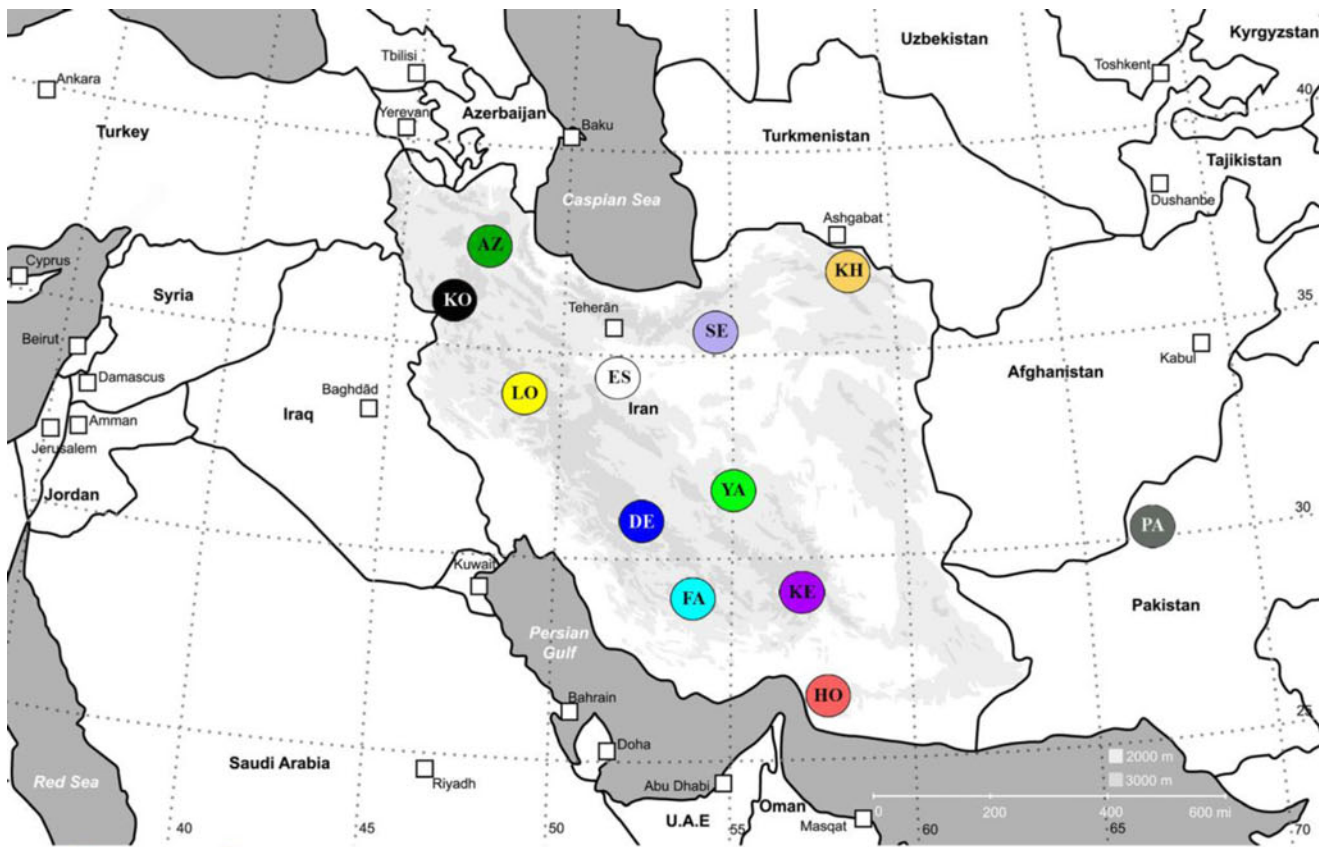 Kyrgyzstan
Uzbekistan
Tbilisi
Toshkent
Ankara
40
Yerevan
Azerbaijan
Baku
Turkey
Turkmenistan
Tajikistan
Dushanbe
Caspian Sea
Ashgabat
AZ
KH
Cyprus
Syria
KO
35
Teherān
SE
Beirut
Kabul
Damascus
ES
Afghanistan
Baghdād
LO
Iran
Iraq
Amman
Jerusalem
Jordan
YA
30
DE
PA
Kuwait
FA
KE
Pakistan
Persian
Gulf
HO
Bahrain
25
Doha
2000 m
Saudi Arabia
Red Sea
Riyadh
Abu Dhabi
3000 m
Oman
0 200 400 600 mi
U.A.E
Masqat
40 45 50 55 60 65 70